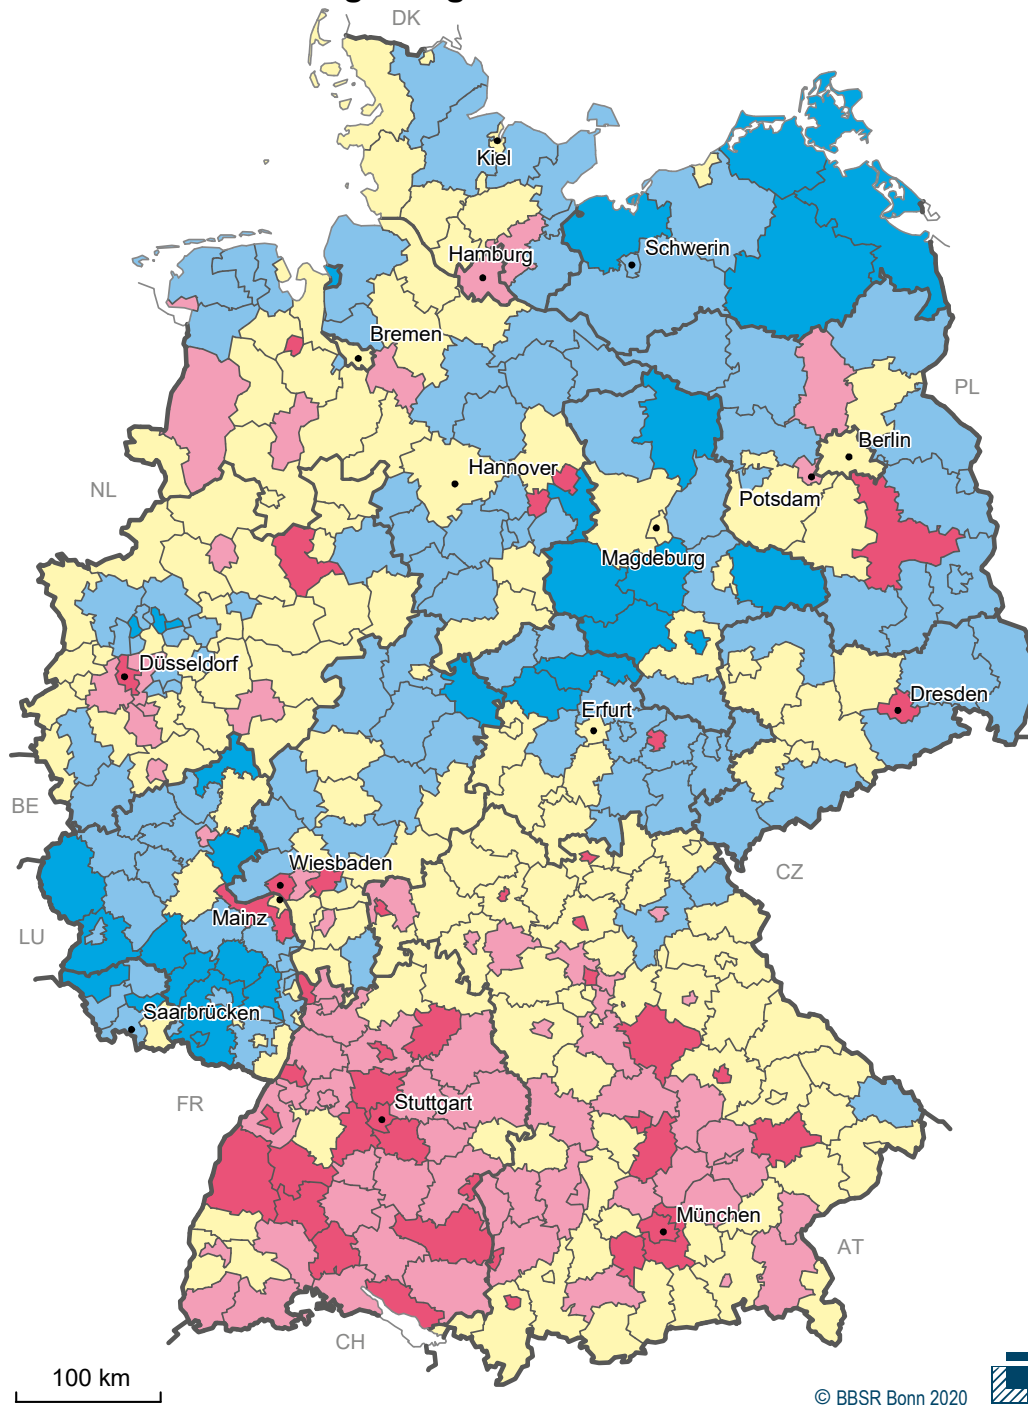 DK
Kiel
Hamburg
Schwerin
Bremen
PL
Berlin
Hannover
NL
Potsdam
Magdeburg
Düsseldorf
Dresden
Erfurt
BE
Wiesbaden
CZ
Mainz
LU
Saarbrücken
FR
Stuttgart
München
AT
CH
100 km
© BBSR Bonn 2020